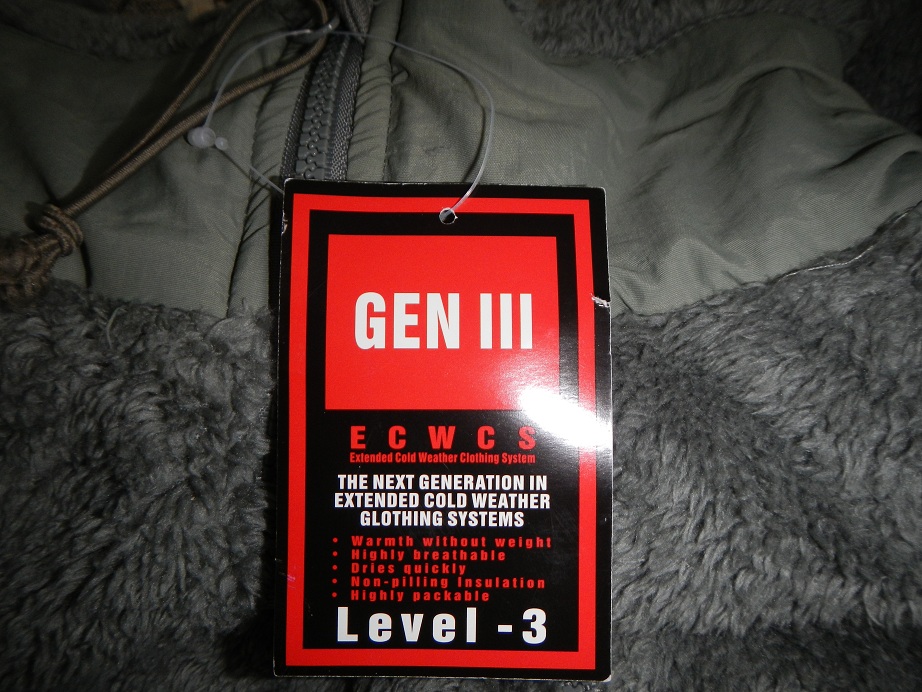 GEN III
E C W C S
Extended Cold Weather Clothing System
THE NEXT GENERATION IN
EXTENDED COLD WEATHER
GLOTHING SYSTEMS
• Warmth without weight
• Highly breathable
• Dries quickly
• Non-pilling Insulation
• Highly packable
Level -3